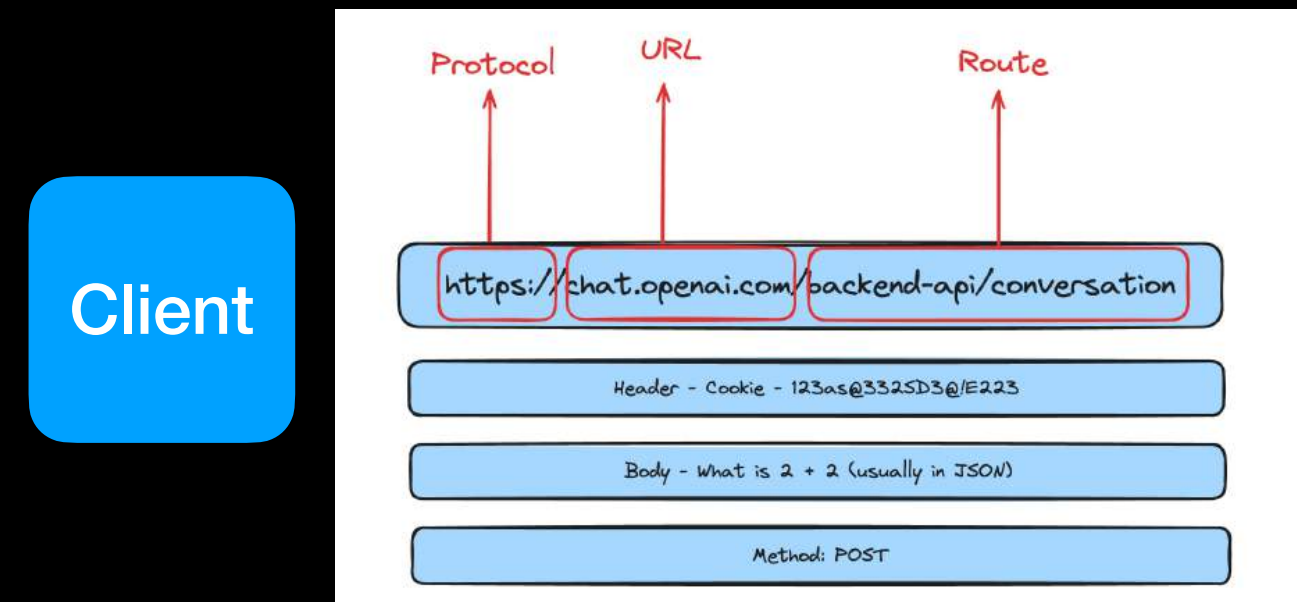 Protocol
URL
Route
Client
https://chat.openai.com/backend-api/conversation
Header - Cookie - 123as@3325D3@!E223
Body - What is 2 + 2 (usually in JSON)
Method: POST